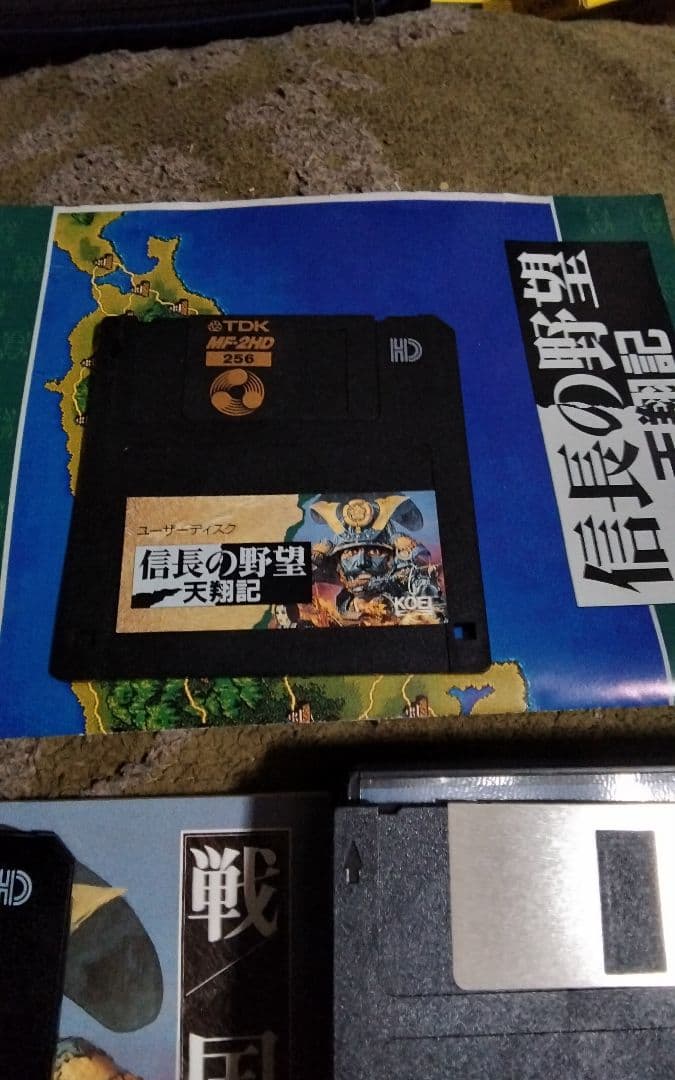 TDK
MF-2HD
256
HD
ユーザーディスク
信長の野望
天翔記
KOEI
信長の野望
天翔記
HD
戦
国